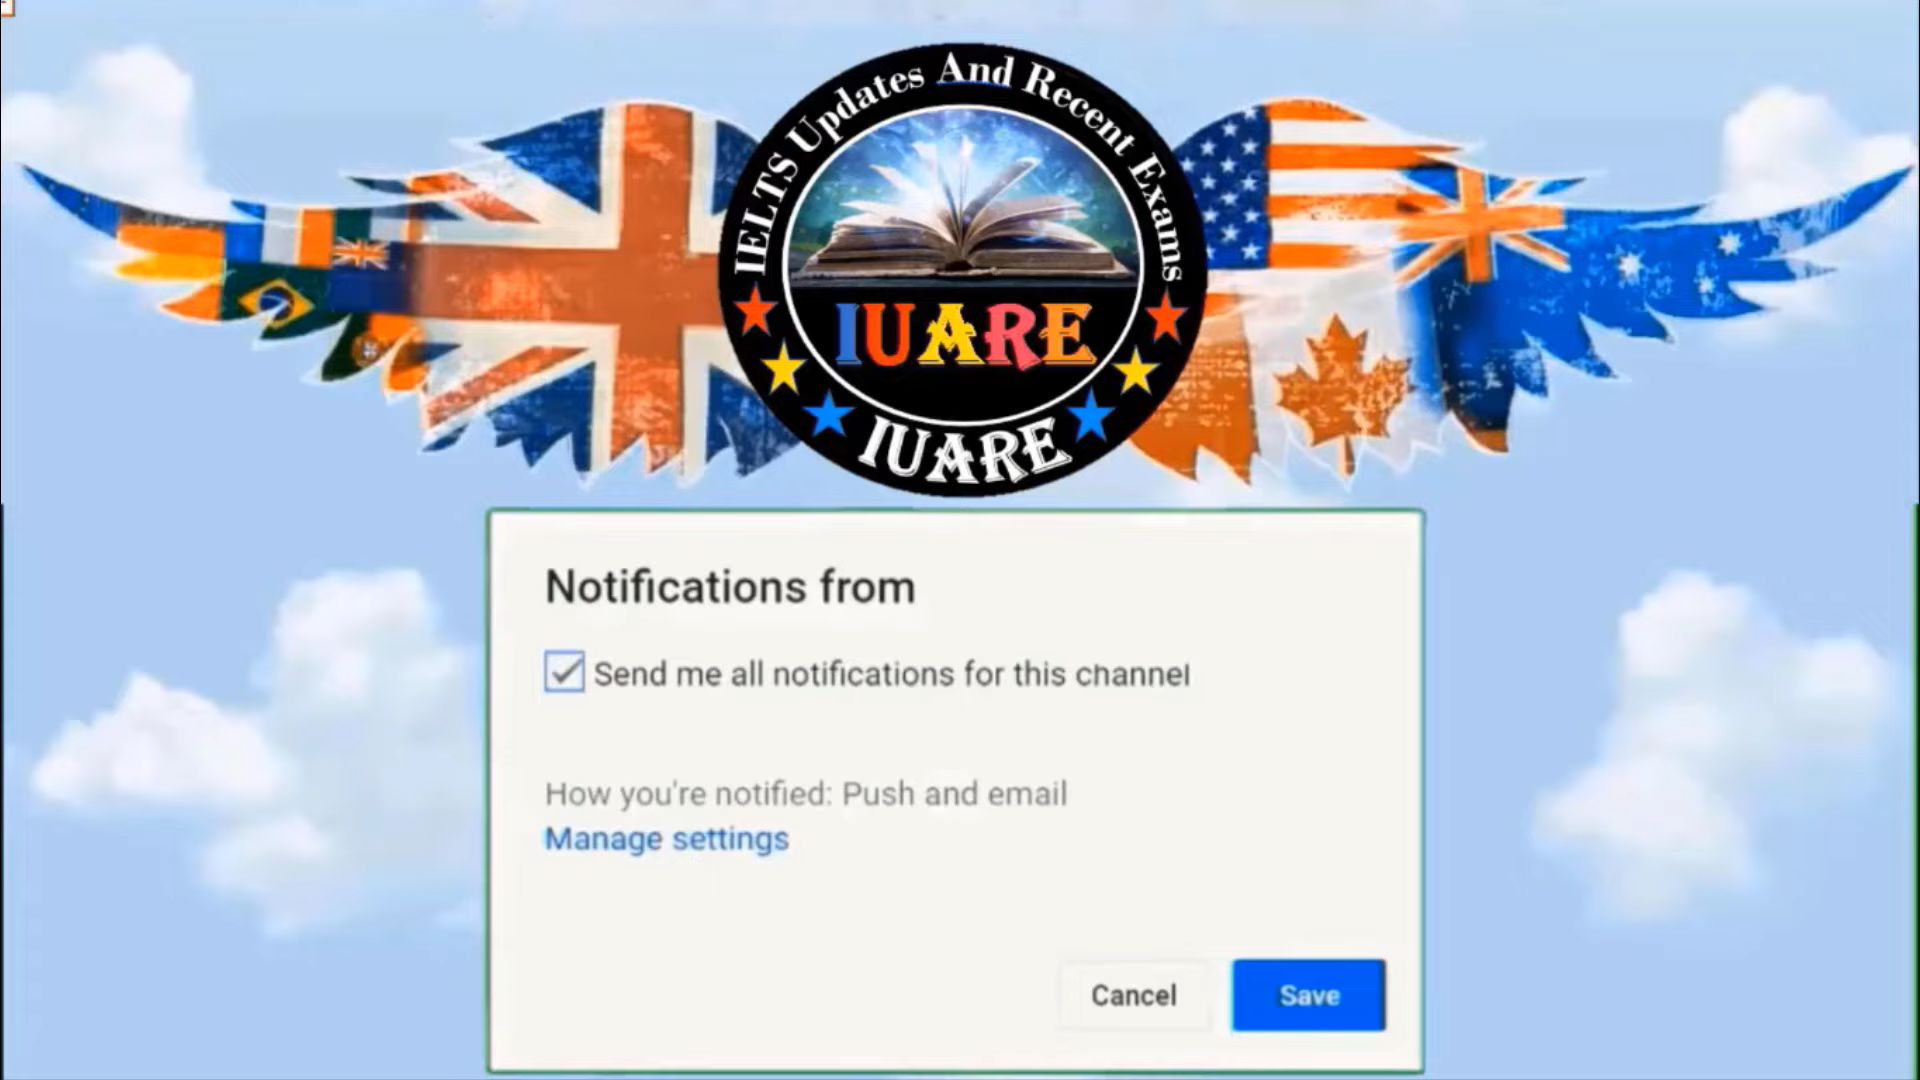 IELTS Updates And Recent Exams
IUARE
IUARE
Notifications from
Send me all notifications for this channel
How you're notified: Push and email
Manage settings
Cancel
Save